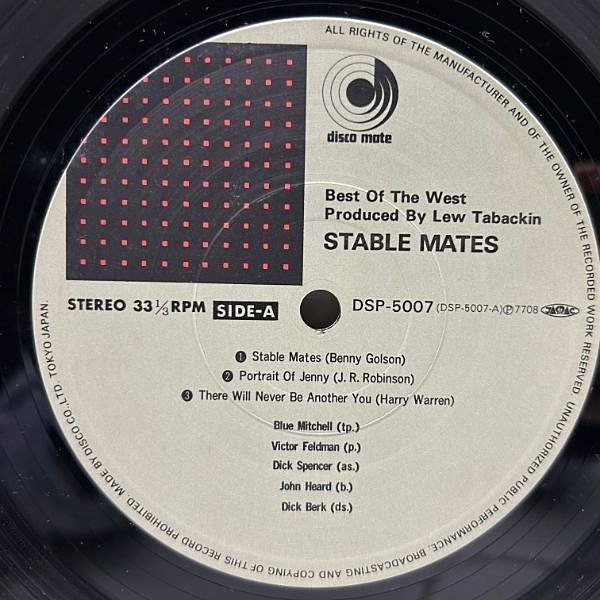 disco mate
Best Of The West
Produced By Lew Tabackin
STABLE MATES
STEREO 33⅓RPM SIDE-A
DSP-5007 (DSP-5007-A) Ⓟ7708 JASRAC
❶ Stable Mates (Benny Golson)
❷ Portrait Of Jenny (J. R. Robinson)
❸ There Will Never Be Another You (Harry Warren)
Blue Mitchell (tp.)
Victor Feldman (p.)
Dick Spencer (as.)
John Heard (b.)
Dick Berk (ds.)
ALL RIGHTS OF THE MANUFACTURER AND OF THE OWNER OF THE RECORDED WORK RESERVED. UNAUTHORIZED PUBLIC PERFORMANCE, BROADCASTING AND COPYING OF THIS RECORD PROHIBITED. MADE BY DISCO CO., LTD. TOKYO JAPAN.